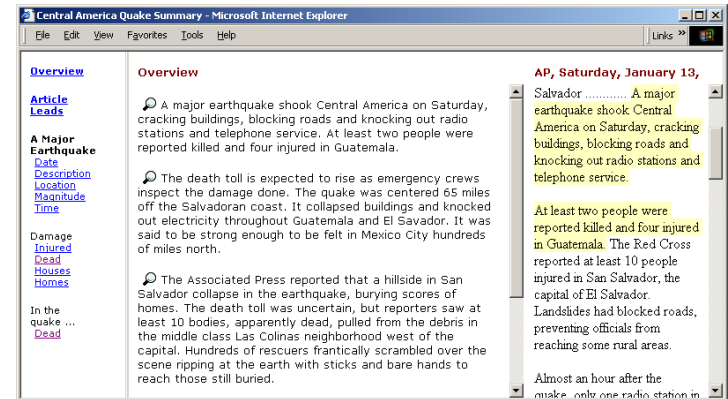 Central America Quake Summary - Microsoft Internet Explorer
File Edit View Favorites Tools Help
Links »
Overview
Article
Leads
A Major
Earthquake
Date
Description
Location
Magnitude
Time
Damage
Injured
Dead
Houses
Homes
In the
quake ...
Dead
Overview
A major earthquake shook Central America on Saturday,
cracking buildings, blocking roads and knocking out radio
stations and telephone service. At least two people were
reported killed and four injured in Guatemala.
The death toll is expected to rise as emergency crews
inspect the damage done. The quake was centered 65 miles
off the Salvadoran coast. It collapsed buildings and knocked
out electricity throughout Guatemala and El Savador. It was
said to be strong enough to be felt in Mexico City hundreds
of miles north.
The Associated Press reported that a hillside in San
Salvador collapse in the earthquake, burying scores of
homes. The death toll was uncertain, but reporters saw at
least 10 bodies, apparently dead, pulled from the debris in
the middle class Las Colinas neighborhood west of the
capital. Hundreds of rescuers frantically scrambled over the
scene ripping at the earth with sticks and bare hands to
reach those still buried.
AP, Saturday, January 13,
Salvador ............ A major
earthquake shook Central
America on Saturday, cracking
buildings, blocking roads and
knocking out radio stations and
telephone service.
At least two people were
reported killed and four injured
in Guatemala. The Red Cross
reported at least 10 people
injured in San Salvador, the
capital of El Salvador.
Landslides had blocked roads,
preventing officials from
reaching some rural areas.
Almost an hour after the
quake, only one radio station in